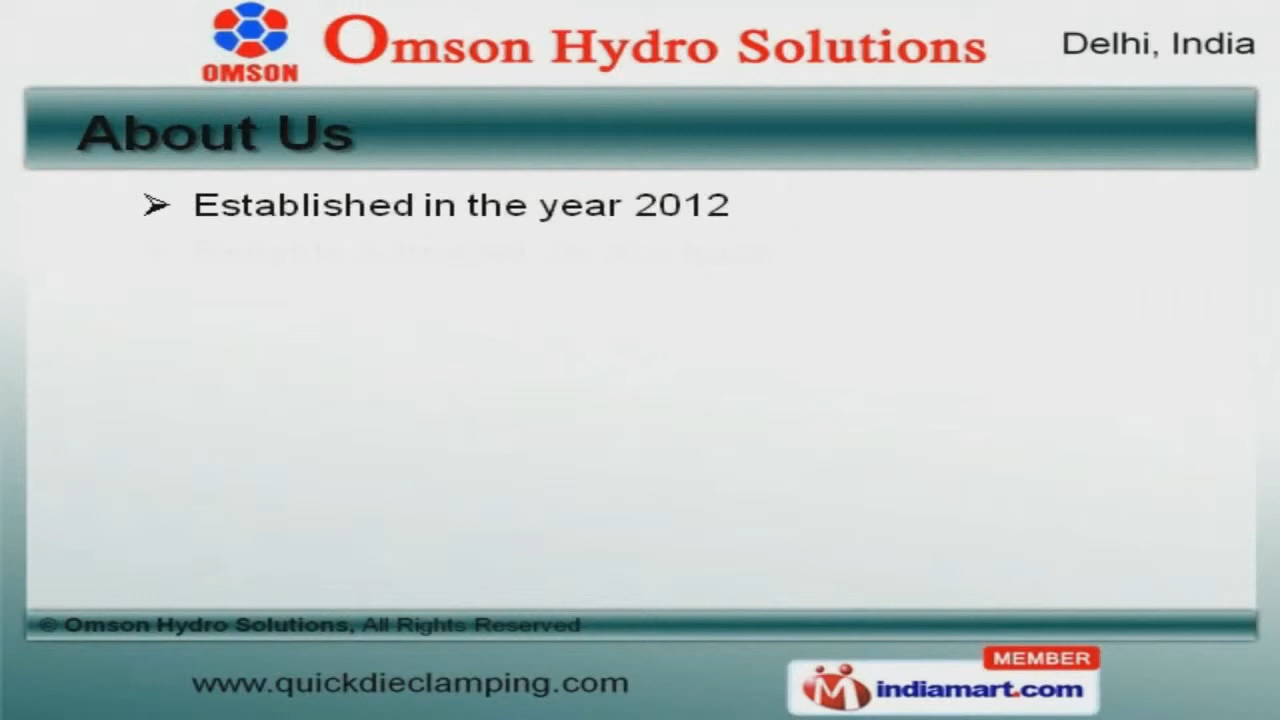 OMSON
Omson Hydro Solutions
Delhi, India
About Us
➢ Established in the year 2012
© Omson Hydro Solutions, All Rights Reserved
www.quickdieclamping.com
MEMBER
indiamart.com